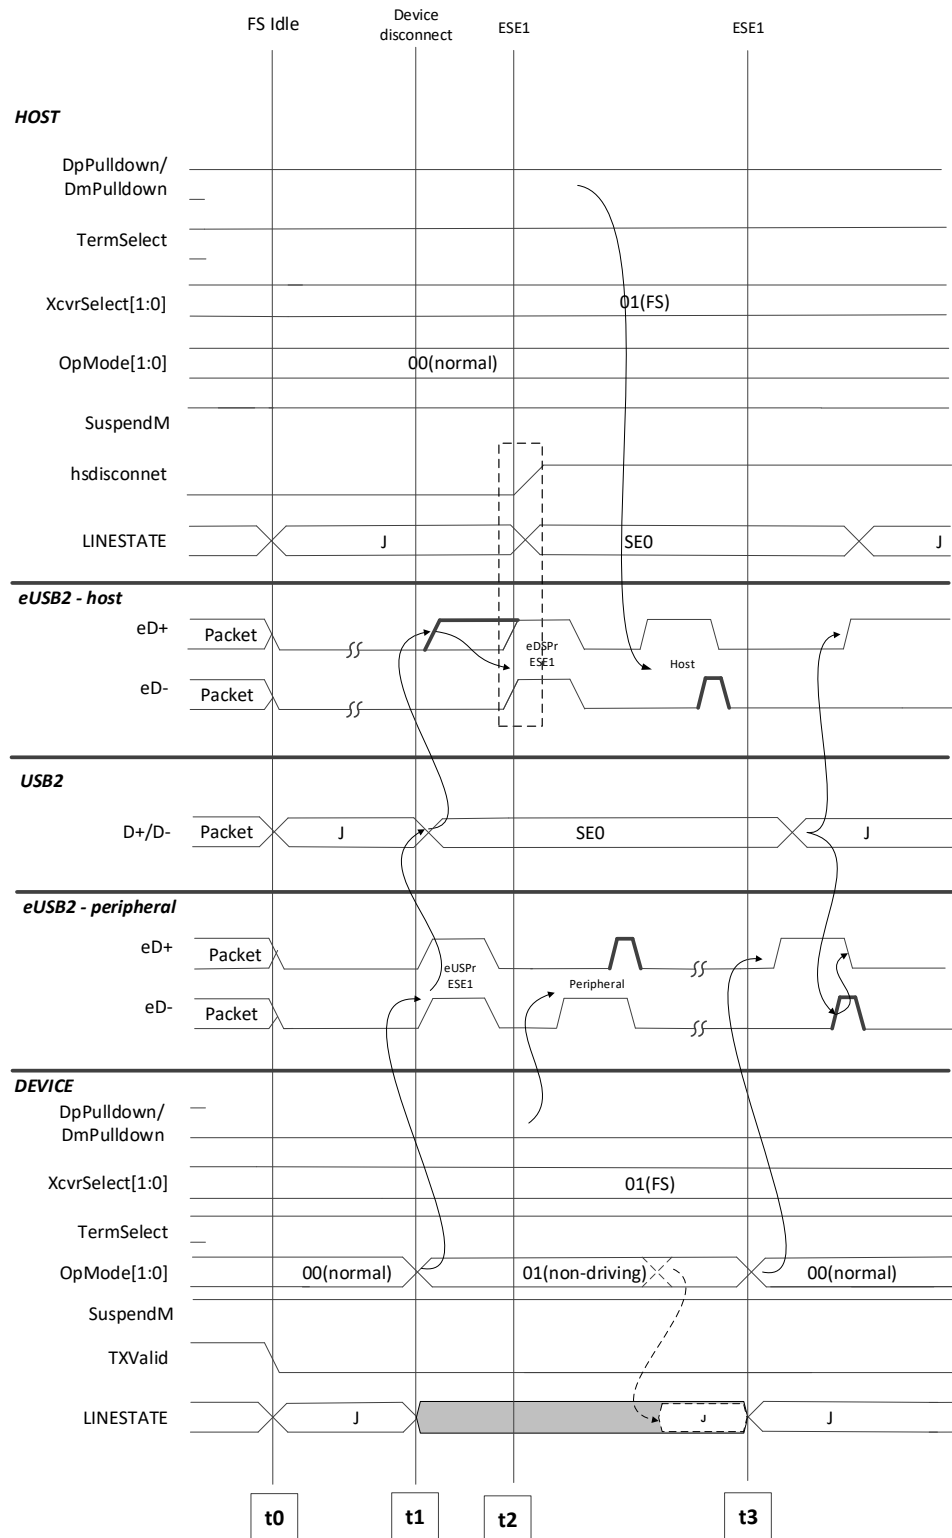 FS Idle
Device
disconnect
ESE1
ESE1
HOST
DpPulldown/
DmPulldown
TermSelect
XcvrSelect[1:0]
01(FS)
OpMode[1:0]
00(normal)
SuspendM
hsdisconnet
LINESTATE
J
SE0
J
eUSB2 - host
eD+
Packet
eDSPr
ESE1
Host
eD-
Packet
USB2
D+/D-
Packet
J
SE0
J
eUSB2 - peripheral
eD+
Packet
eUSPr
ESE1
Peripheral
eD-
Packet
DEVICE
DpPulldown/
DmPulldown
XcvrSelect[1:0]
01(FS)
TermSelect
OpMode[1:0]
00(normal)
01(non-driving)
00(normal)
SuspendM
TXValid
LINESTATE
J
J
J
t0
t1
t2
t3